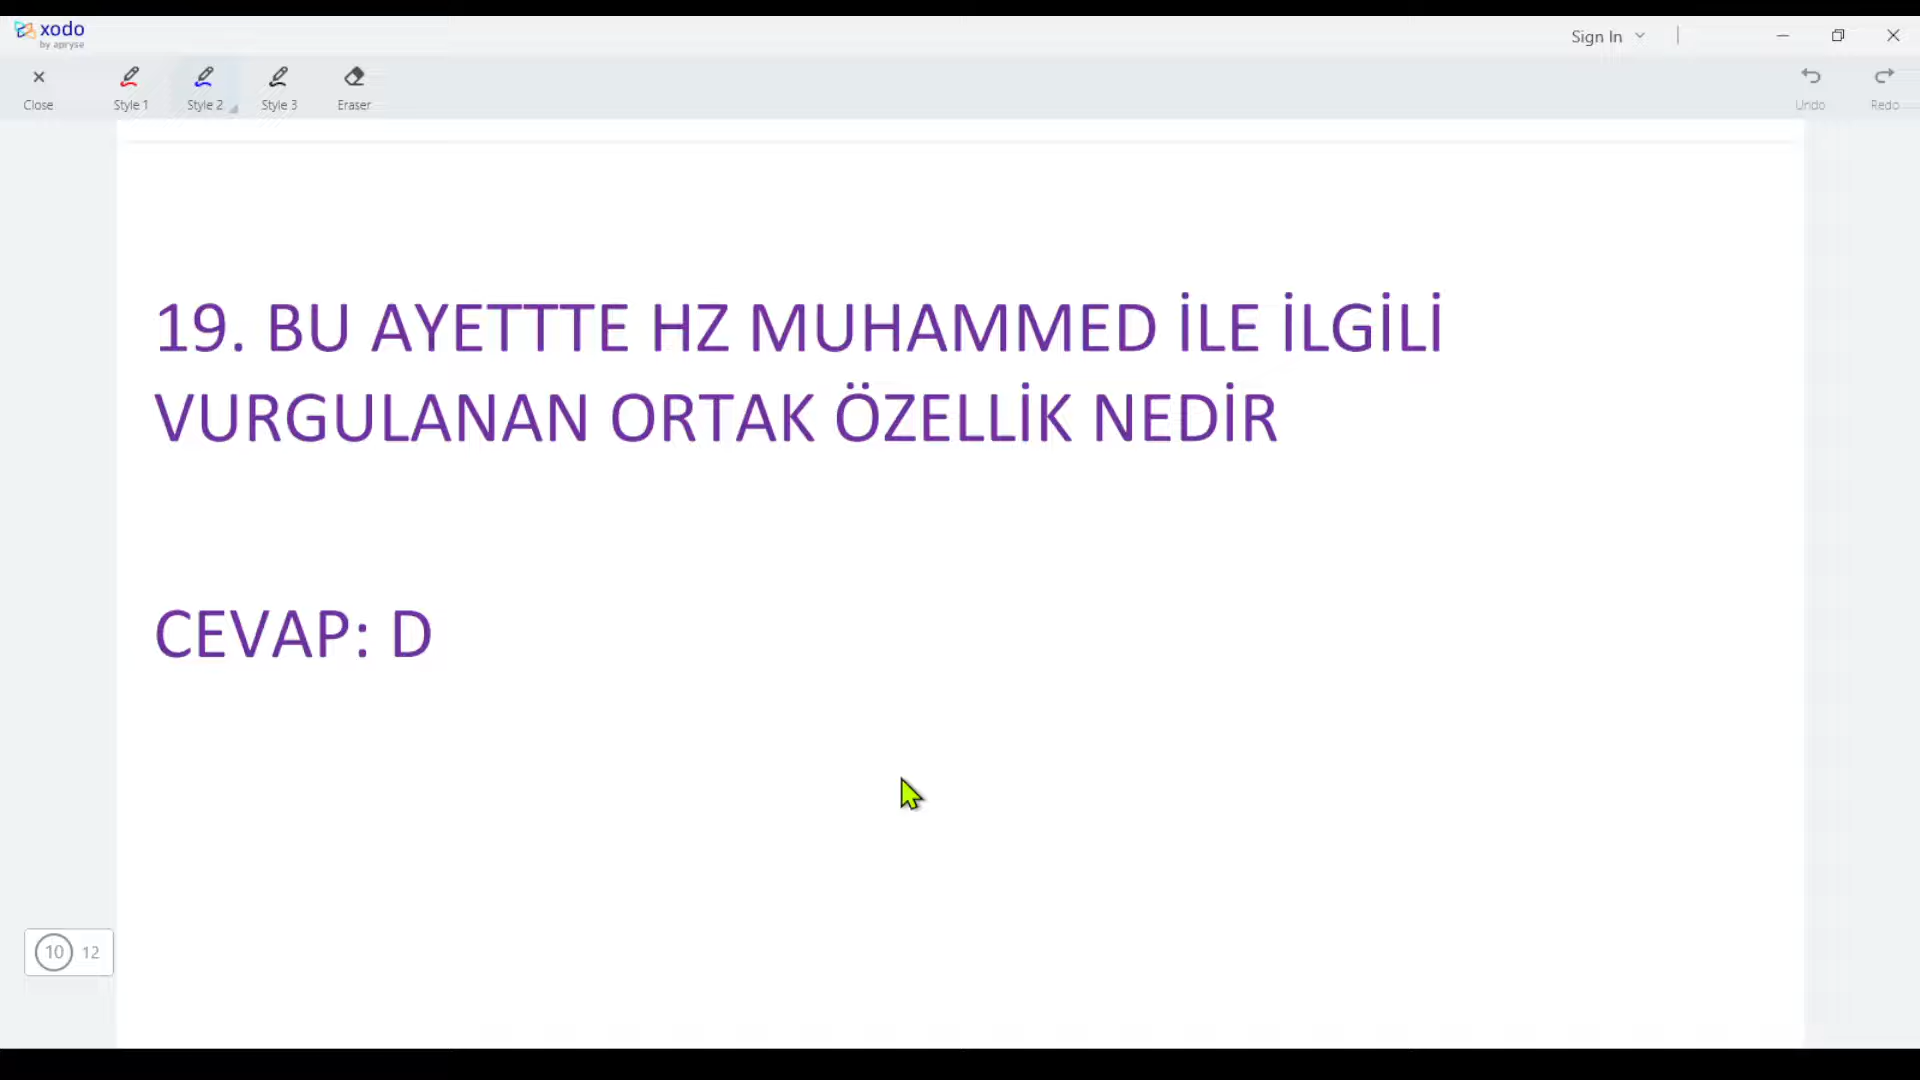 xodo
by apryse
Sign In
Close
Style 1
Style 2
Style 3
Eraser
Undo
Redo
19. BU AYETTTE HZ MUHAMMED İLE İLGİLİ
VURGULANAN ORTAK ÖZELLİK NEDİR
CEVAP: D
10 12